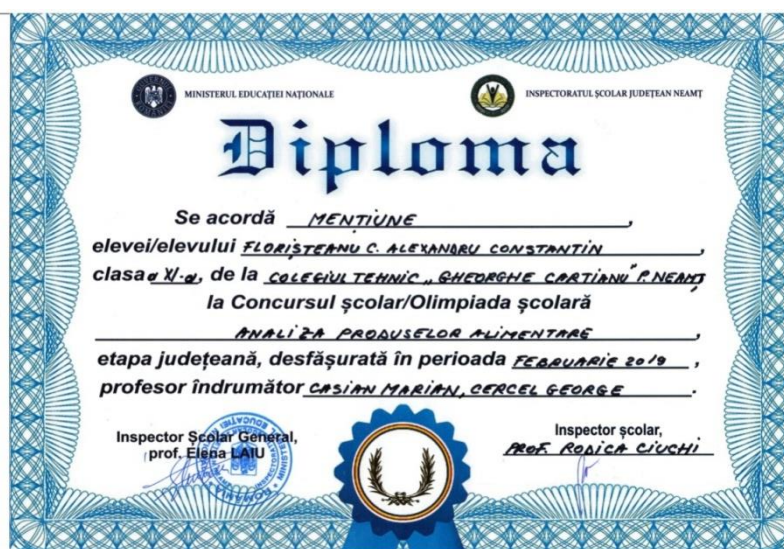 MINISTERUL EDUCAȚIEI NAȚIONALE
INSPECTORATUL ȘCOLAR JUDEȚEAN NEAMȚ
Diploma
Se acordă MENȚIUNE,
elevei/elevului FLORIȘTEANU C. ALEXANDRU CONSTANTIN,
clasa a XI-a, de la COLEGIUL TEHNIC „GHEORGHE CARTIANU" P. NEAMȚ
la Concursul școlar/Olimpiada școlară
ANALIZA PRODUSELOR ALIMENTARE,
etapa județeană, desfășurată în perioada FEBRUARIE 2019,
profesor îndrumător CASIAN MARIAN, CERCEL GEORGE.
Inspector Școlar General,
prof. Elena LAIU
Inspector școlar,
PROF. RODICA CIUCHI